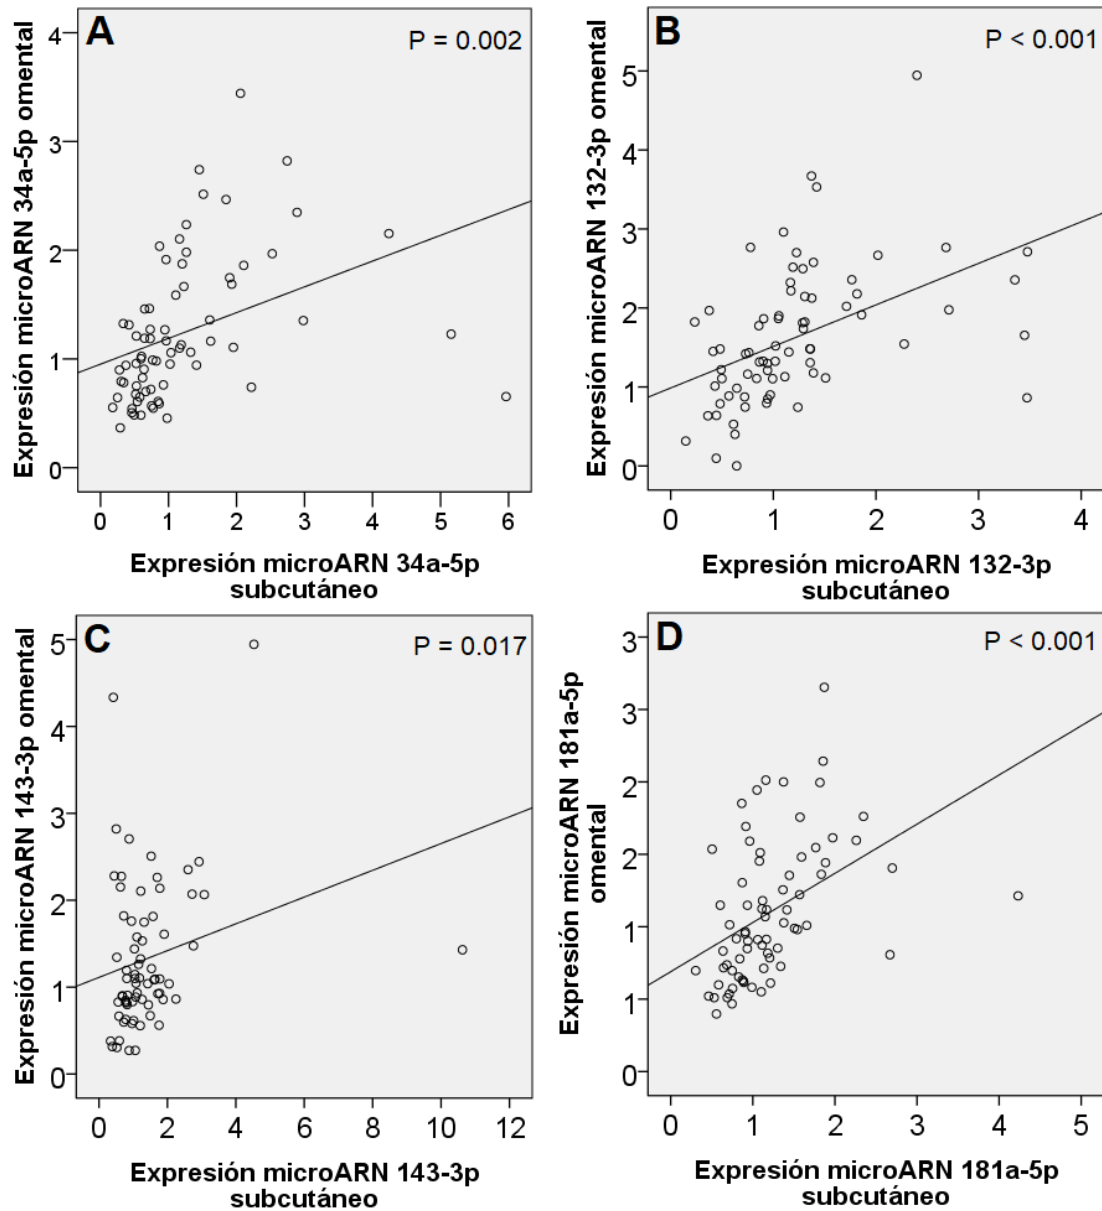 A
P = 0.002
Expresión microARN 34a-5p omental
4
3
2
1
0
0 1 2 3 4 5 6
Expresión microARN 34a-5p
subcutáneo
B
P < 0.001
Expresión microARN 132-3p omental
5
4
3
2
1
0
0 1 2 3 4
Expresión microARN 132-3p
subcutáneo
C
P = 0.017
Expresión microARN 143-3p omental
5
4
3
2
1
0
0 2 4 6 8 10 12
Expresión microARN 143-3p
subcutáneo
D
P < 0.001
Expresión microARN 181a-5p
omental
3
3
2
2
1
1
0
0 1 2 3 4 5
Expresión microARN 181a-5p
subcutáneo